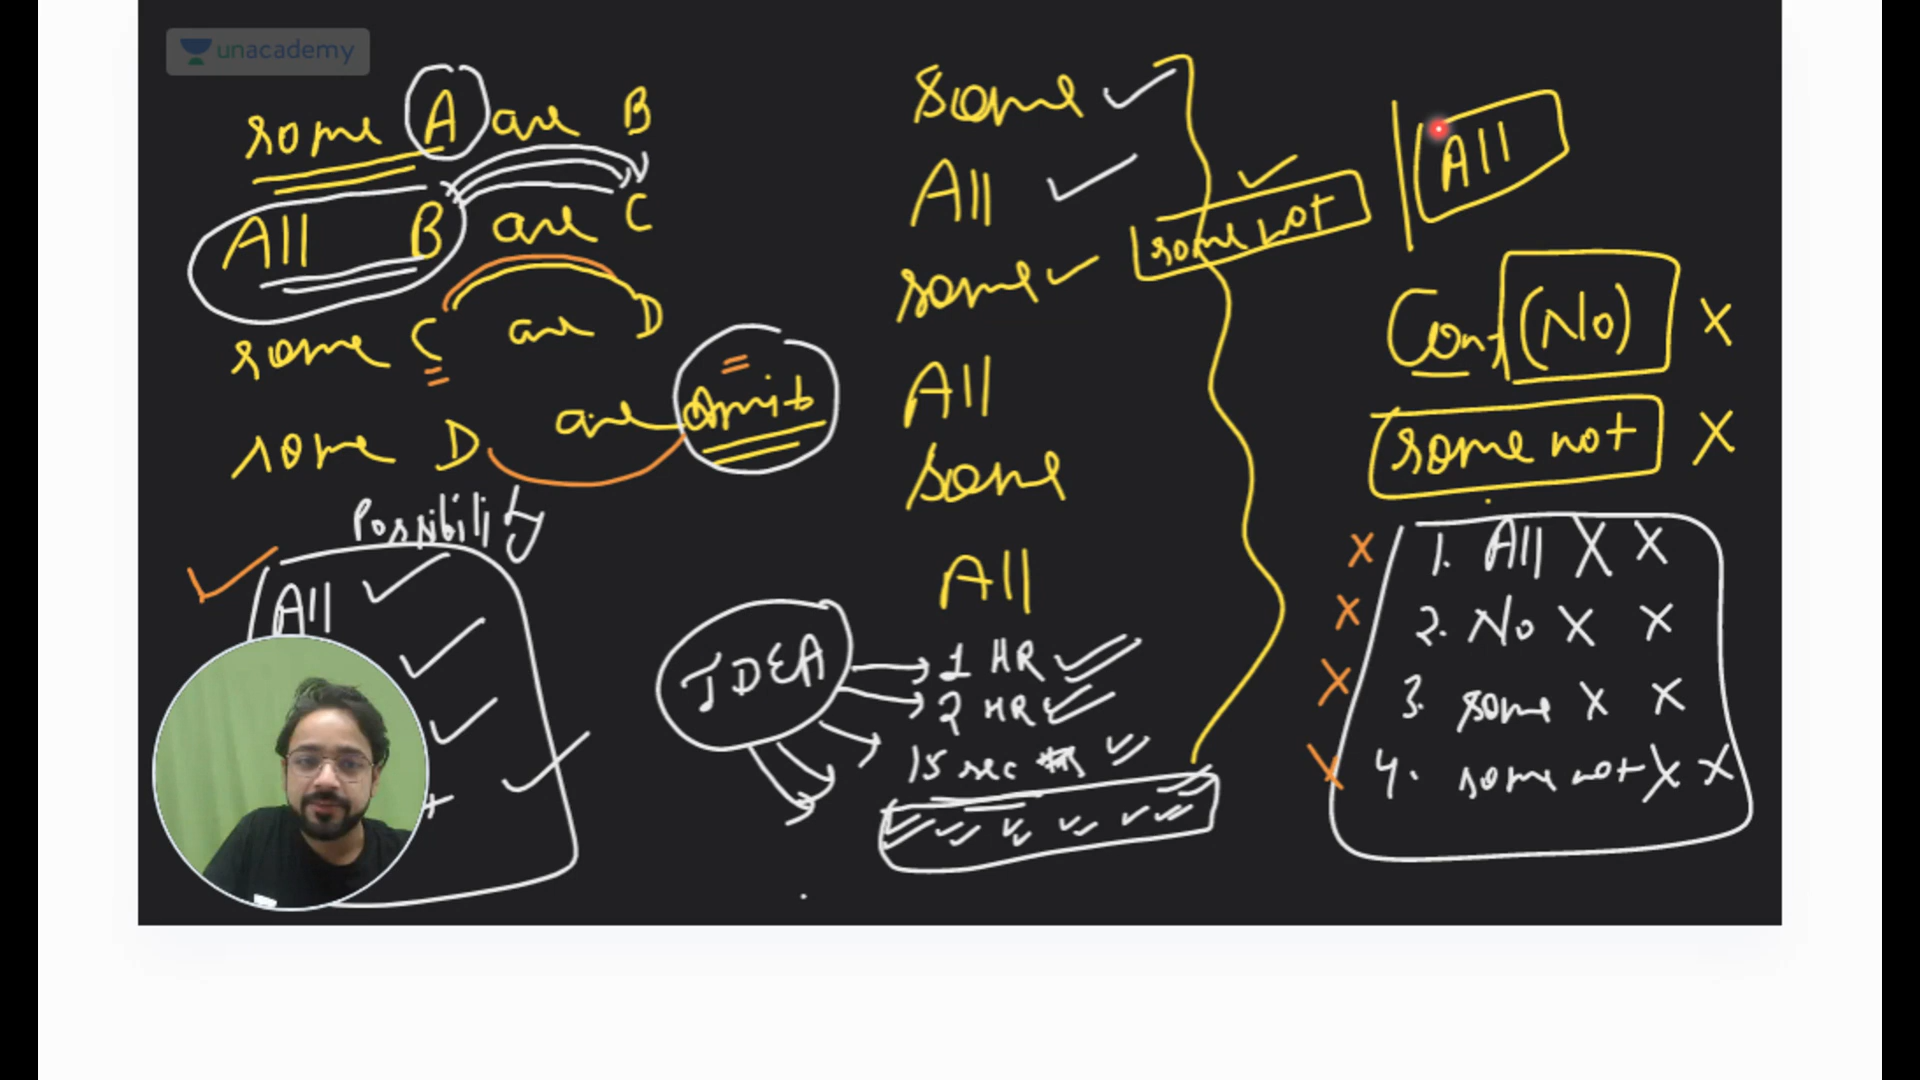 unacademy
some A are B
All B are C
some C are D
some D are Amit
Possibility
All
some
All
some
some not
All
some
All
IDEA
1 HR
2 HR
15 sec
All
(No) X
some not X
X 1. All X X
X 2. No X X
X 3. some X X
X 4. some not X X